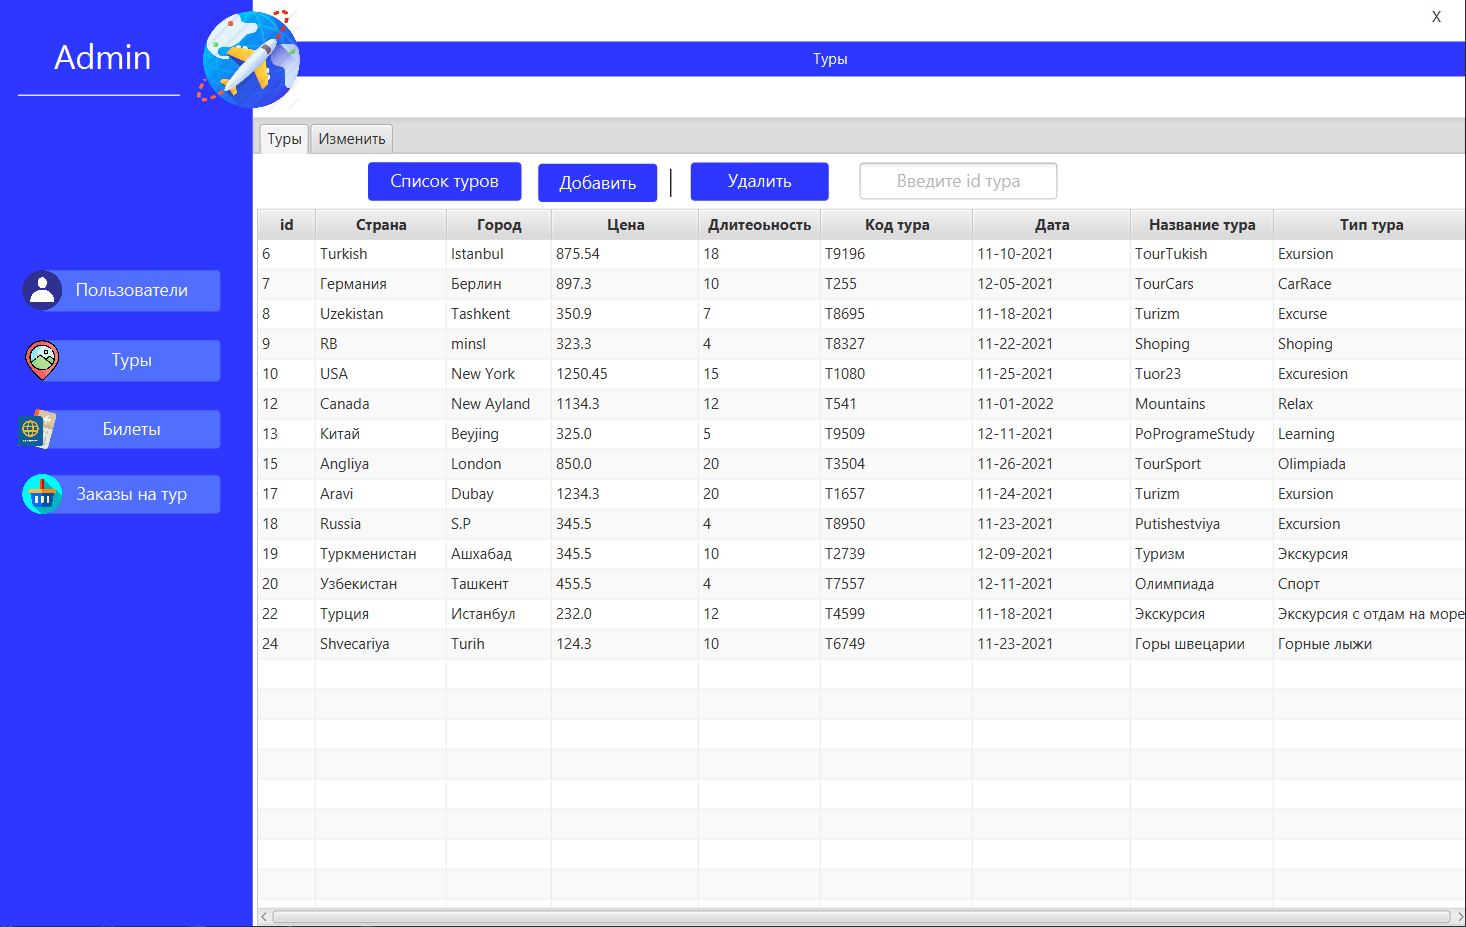 Admin
X
Туры
Туры Изменить
Список туров Добавить | Удалить Введите id тура
id Страна Город Цена Длитеоьность Код тура Дата Название тура Тип тура
6 Turkish Istanbul 875.54 18 T9196 11-10-2021 TourTukish Exursion
7 Германия Берлин 897.3 10 T255 12-05-2021 TourCars CarRace
8 Uzekistan Tashkent 350.9 7 T8695 11-18-2021 Turizm Excurse
9 RB minsl 323.3 4 T8327 11-22-2021 Shoping Shoping
10 USA New York 1250.45 15 T1080 11-25-2021 Tuor23 Excuresion
12 Canada New Ayland 1134.3 12 T541 11-01-2022 Mountains Relax
13 Китай Beyjing 325.0 5 T9509 12-11-2021 PoProgrameStudy Learning
15 Angliya London 850.0 20 T3504 11-26-2021 TourSport Olimpiada
17 Aravi Dubay 1234.3 20 T1657 11-24-2021 Turizm Exursion
18 Russia S.P 345.5 4 T8950 11-23-2021 Putishestviya Excursion
19 Туркменистан Ашхабад 345.5 10 T2739 12-09-2021 Туризм Экскурсия
20 Узбекистан Ташкент 455.5 4 T7557 12-11-2021 Олимпиада Спорт
22 Турция Истанбул 232.0 12 T4599 11-18-2021 Экскурсия Экскурсия с отдам на море
24 Shvecariya Turih 124.3 10 T6749 11-23-2021 Горы швецарии Горные лыжи
Пользователи
Туры
Билеты
Заказы на тур